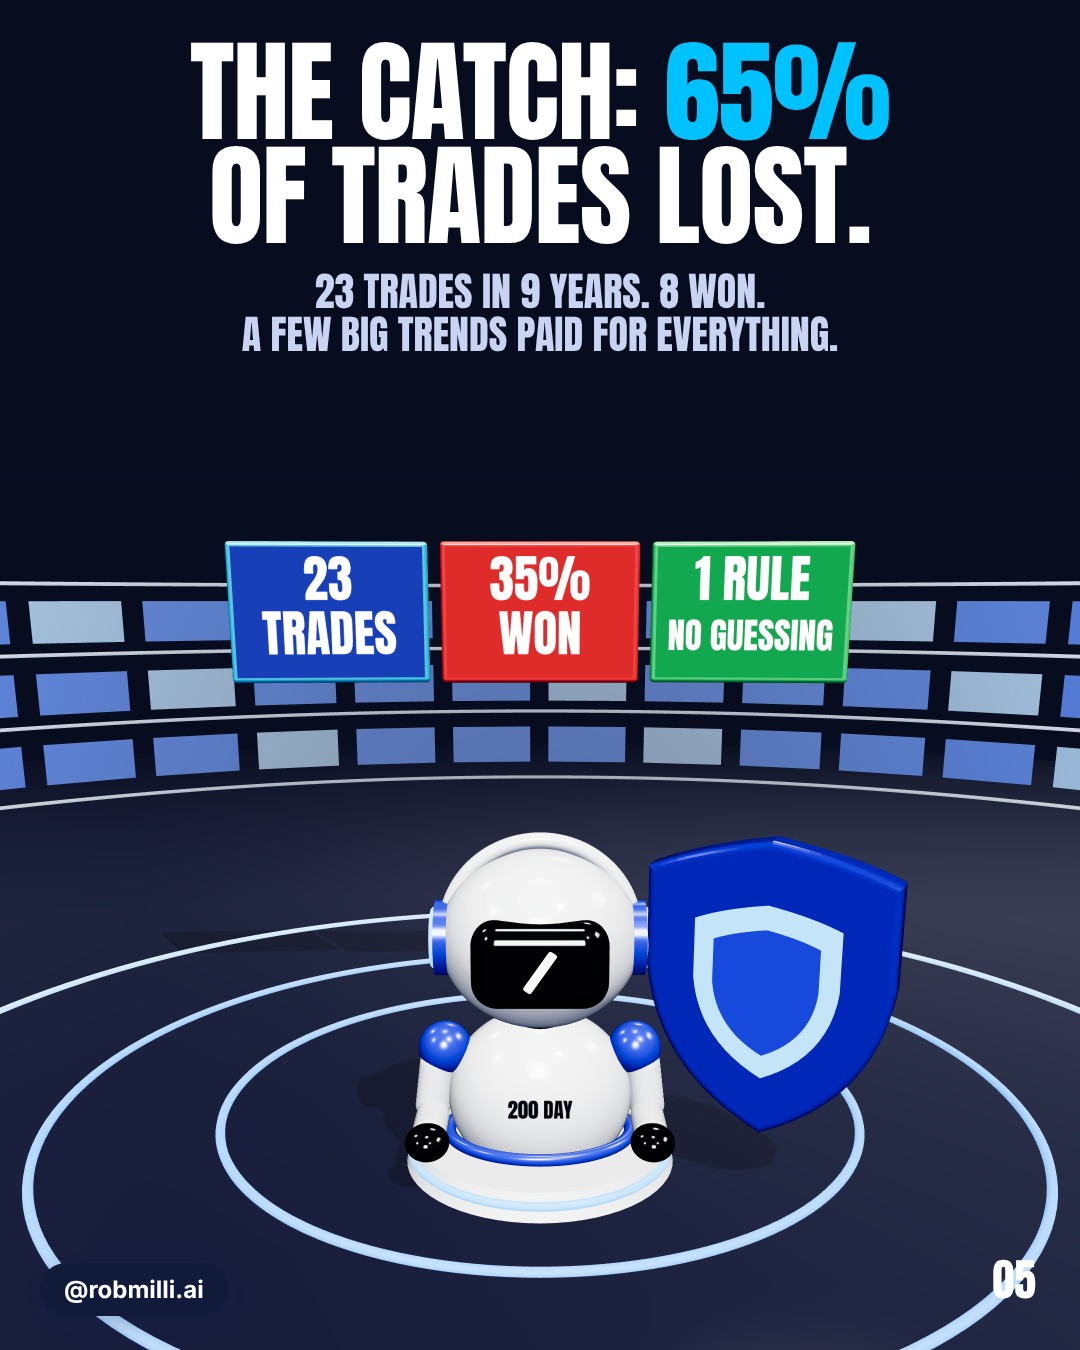 THE CATCH: 65%
OF TRADES LOST.
23 TRADES IN 9 YEARS. 8 WON.
A FEW BIG TRENDS PAID FOR EVERYTHING.
23
TRADES
35%
WON
1 RULE
NO GUESSING
200 DAY
@robmilli.ai
05